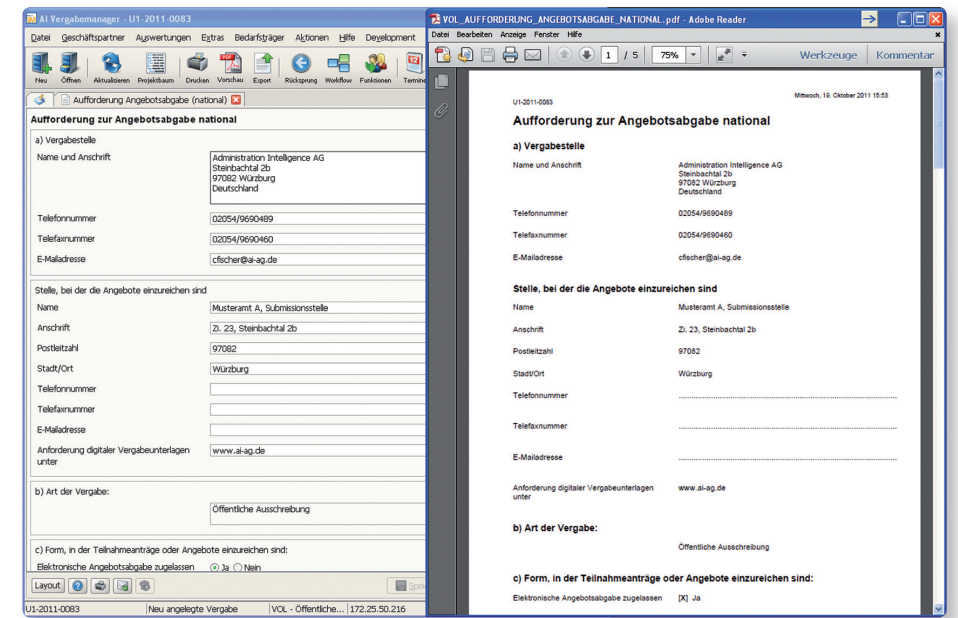 AI Vergabemanager - U1-2011-0083
Datei Geschäftspartner Auswertungen Extras Bedarfsträger Aktionen Hilfe Development
Neu Öffnen Aktualisieren Projektbaum Drucken Vorschau Export Rücksprung Workflow Funktionen Termine
Aufforderung Angebotsabgabe (national)
Aufforderung zur Angebotsabgabe national
a) Vergabestelle
Name und Anschrift
Administration Intelligence AG
Steinbachtal 2b
97082 Würzburg
Deutschland
Telefonnummer 02054/9690489
Telefaxnummer 02054/9690460
E-Mailadresse cfischer@ai-ag.de
Stelle, bei der die Angebote einzureichen sind
Name Musteramt A, Submissionsstelle
Anschrift Zi. 23, Steinbachtal 2b
Postleitzahl 97082
Stadt/Ort Würzburg
Telefonnummer
Telefaxnummer
E-Mailadresse
Anforderung digitaler Vergabeunterlagen www.ai-ag.de
unter
b) Art der Vergabe:
Öffentliche Ausschreibung
c) Form, in der Teilnahmeanträge oder Angebote einzureichen sind:
Elektronische Angebotsabgabe zugelassen Ja Nein
Layout
U1-2011-0083 Neu angelegte Vergabe VOL - Öffentliche... 172.25.50.216
VOL_AUFFORDERUNG_ANGEBOTSABGABE_NATIONAL.pdf - Adobe Reader
Datei Bearbeiten Anzeige Fenster Hilfe
1 / 5 75% Werkzeuge Kommentar
Mittwoch, 19. Oktober 2011 15:53
U1-2011-0083
Aufforderung zur Angebotsabgabe national
a) Vergabestelle
Name und Anschrift Administration Intelligence AG
Steinbachtal 2b
97082 Würzburg
Deutschland
Telefonnummer 02054/9690489
Telefaxnummer 02054/9690460
E-Mailadresse cfischer@ai-ag.de
Stelle, bei der die Angebote einzureichen sind
Name Musteramt A, Submissionsstelle
Anschrift Zi. 23, Steinbachtal 2b
Postleitzahl 97082
Stadt/Ort Würzburg
Telefonnummer
Telefaxnummer
E-Mailadresse
Anforderung digitaler Vergabeunterlagen www.ai-ag.de
unter
b) Art der Vergabe:
Öffentliche Ausschreibung
c) Form, in der Teilnahmeanträge oder Angebote einzureichen sind:
Elektronische Angebotsabgabe zugelassen [X] Ja